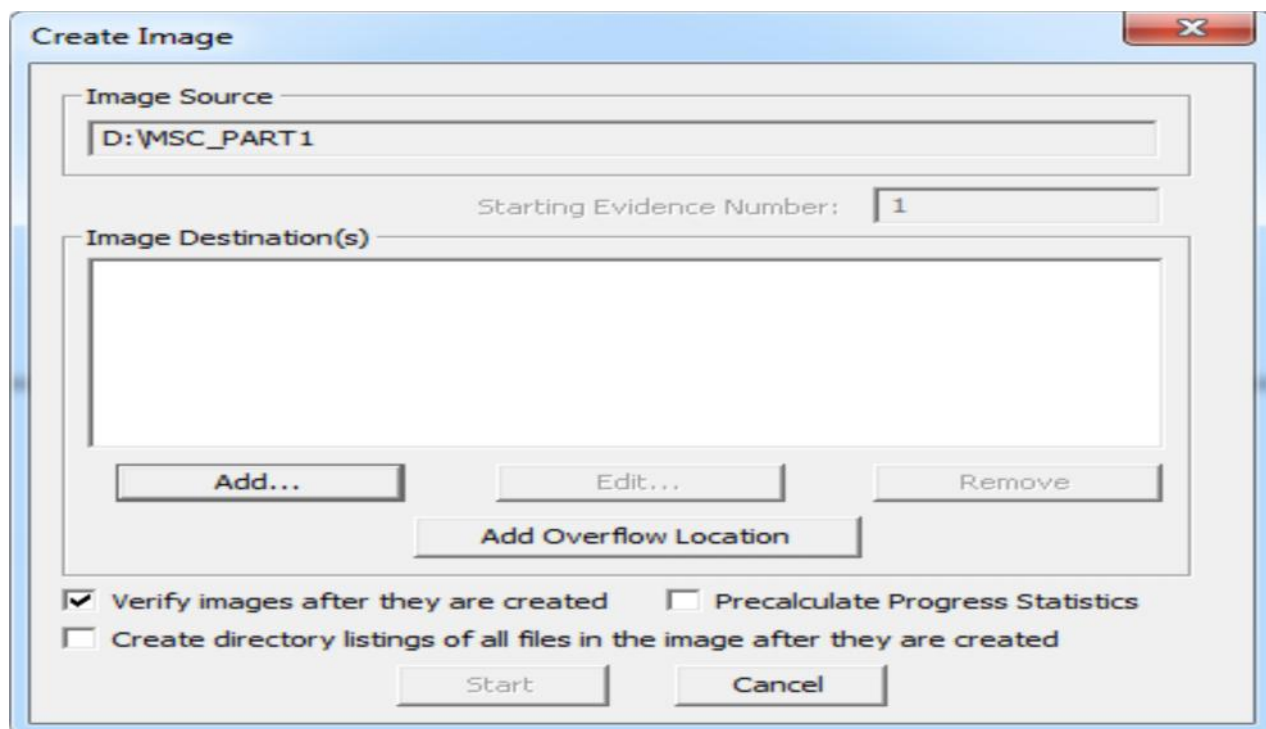 Create Image
Image Source
D:\MSC_PART1
Starting Evidence Number: 1
Image Destination(s)
Add... Edit... Remove
Add Overflow Location
Verify images after they are created Precalculate Progress Statistics
Create directory listings of all files in the image after they are created
Start Cancel